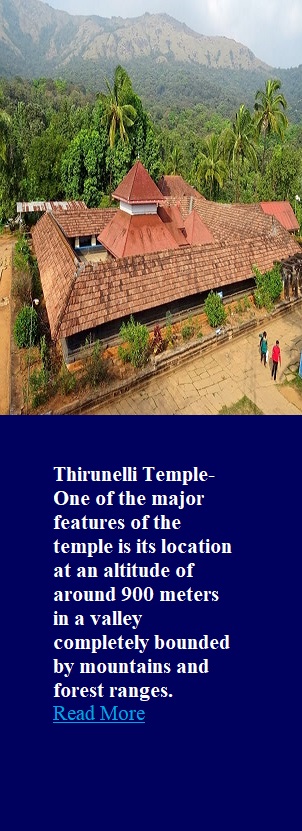 Thirunelli Temple-
One of the major
features of the
temple is its location
at an altitude of
around 900 meters
in a valley
completely bounded
by mountains and
forest ranges.
Read More